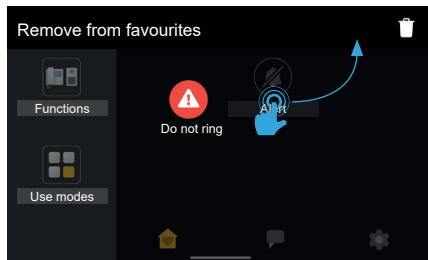 Remove from favourites
Functions
Alert
Do not ring
Use modes